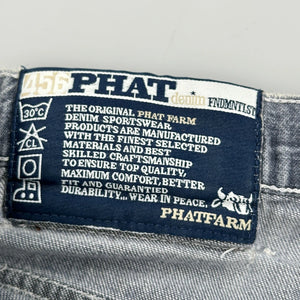 456 PHAT
denim FNDMNTLST
30°C
CL
THE ORIGINAL PHAT FARM
DENIM SPORTSWEAR
PRODUCTS ARE MANUFACTURED
WITH THE FINEST SELECTED
MATERIALS AND BEST
SKILLED CRAFTSMANSHIP
TO ENSURE TOP QUALITY,
MAXIMUM COMFORT, BETTER
FIT AND GUARANTEED
DURABILITY... WEAR IN PEACE,
PHATFARM